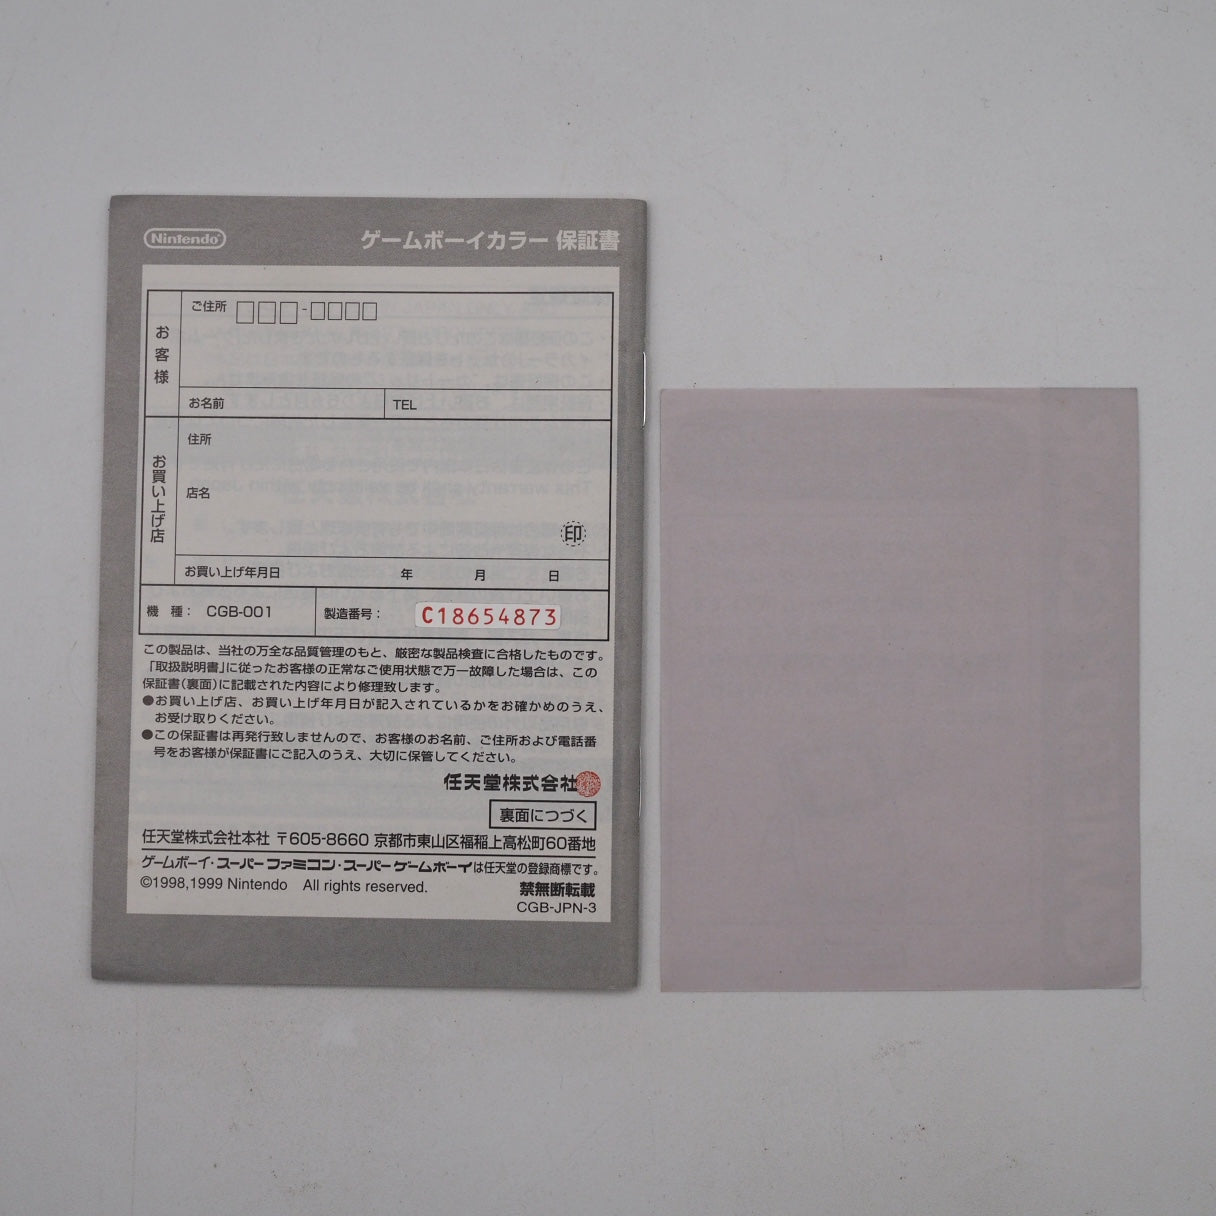 Nintendo
ゲームボーイカラー 保証書
お客様
ご住所 □□□-□□□□
お名前
TEL
お買い上げ店
住所
店名
印
お買い上げ年月日 年 月 日
機 種： CGB-001
製造番号： C18654873
この製品は、当社の万全な品質管理のもと、厳密な製品検査に合格したものです。
「取扱説明書」に従ったお客様の正常なご使用状態で万一故障した場合は、この
保証書（裏面）に記載された内容により修理致します。
●お買い上げ店、お買い上げ年月日が記入されているかをお確かめのうえ、
お受け取りください。
●この保証書は再発行致しませんので、お客様のお名前、ご住所および電話番
号をお客様が保証書にご記入のうえ、大切に保管してください。
任天堂株式会社
裏面につづく
任天堂株式会社本社 〒605-8660 京都市東山区福稲上高松町60番地
ゲームボーイ・スーパーファミコン・スーパーゲームボーイは任天堂の登録商標です。
©1998,1999 Nintendo All rights reserved.
禁無断転載
CGB-JPN-3